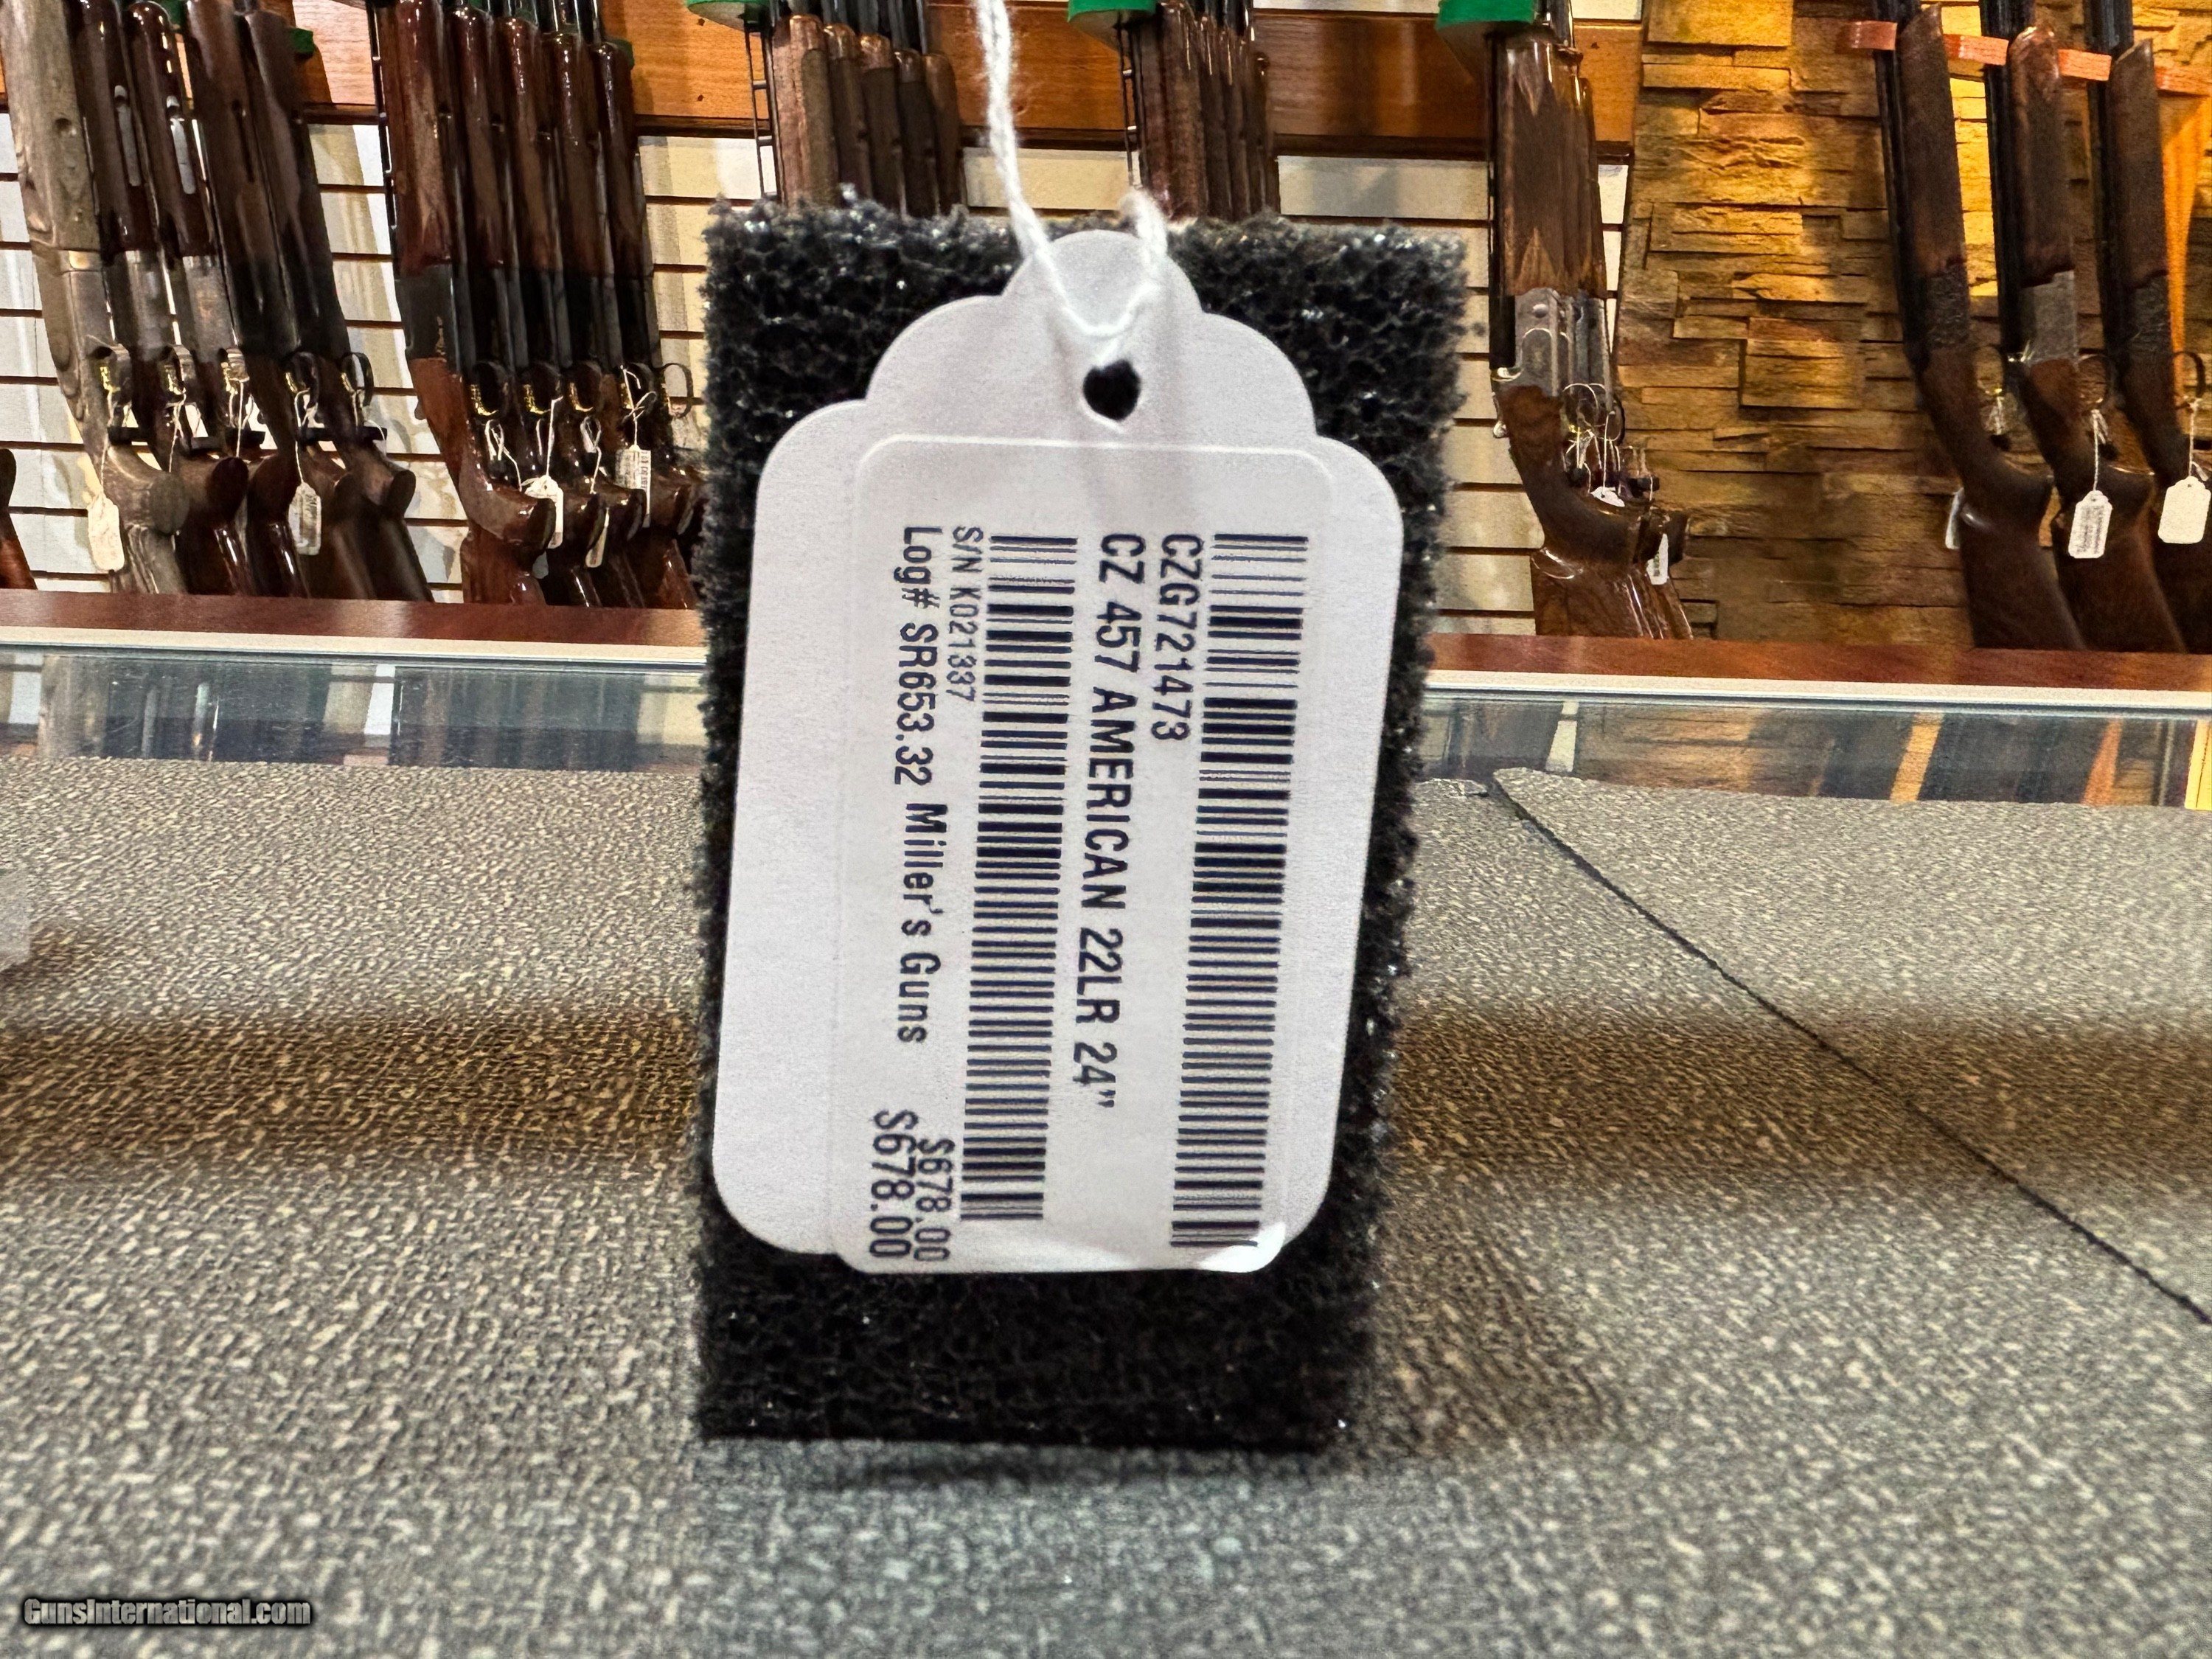 CZG721473
CZ 457 AMERICAN 22LR 24"
S/N K021337 $678.00
Log# SR653.32 Miller's Guns $678.00
GunsInternational.com